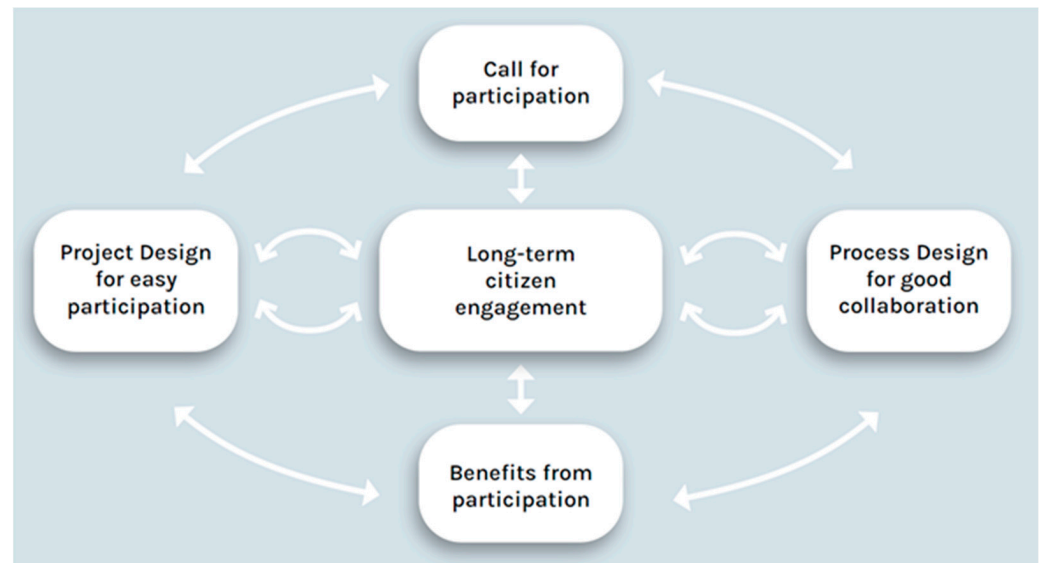 Call for
participation
Project Design
for easy
participation
Long-term
citizen
engagement
Process Design
for good
collaboration
Benefits from
participation